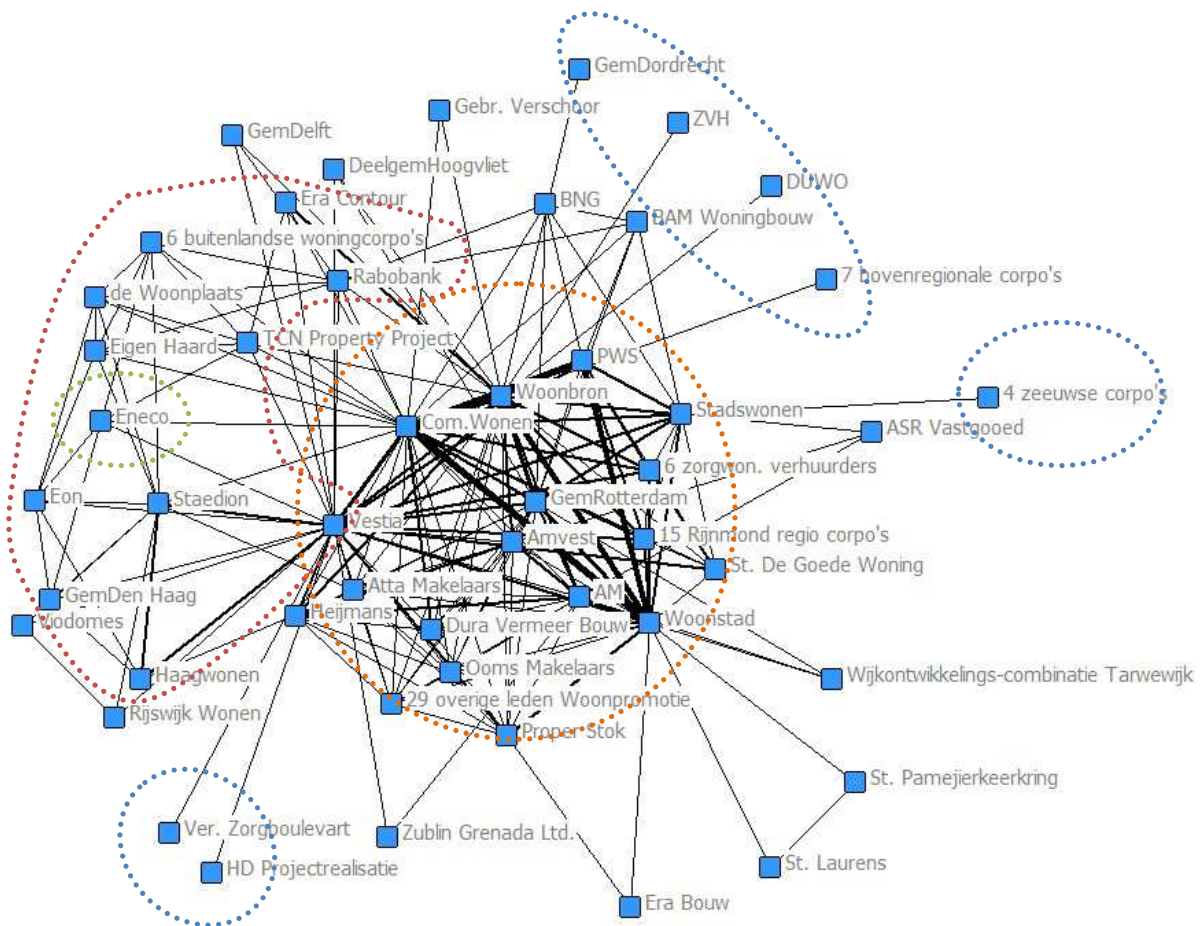 GemDordrecht
Gebr. Verschoor
ZVH
GemDelft
DeelgemHoogvliet
DUWO
Era Contour
BNG
BAM Woningbouw
6 buitenlandse woningcorpo's
Rabobank
7 bovenregionale corpo's
de Woonplaats
TCN Property Project
Eigen Haard
PWS
Woonbron
4 zeeuwse corpo's
Stadswonen
Eneco
Com.Wonen
ASR Vastgooed
6 zorgwon. verhuurders
Eon
Staedion
GemRotterdam
Vestia
Amvest
15 Rijnmond regio corpo's
St. De Goede Woning
Atta Makelaars
AM
GemDen Haag
Heijmans
Viodomes
Dura Vermeer Bouw
Woonstad
Ooms Makelaars
Haagwonen
Wijkontwikkelings-combinatie Tarwewijk
29 overige leden Woonpromotie
Rijswijk Wonen
Proper Stok
St. Pamejierkeerkring
Ver. Zorgboulevart
Zublin Grenada Ltd.
HD Projectrealisatie
St. Laurens
Era Bouw